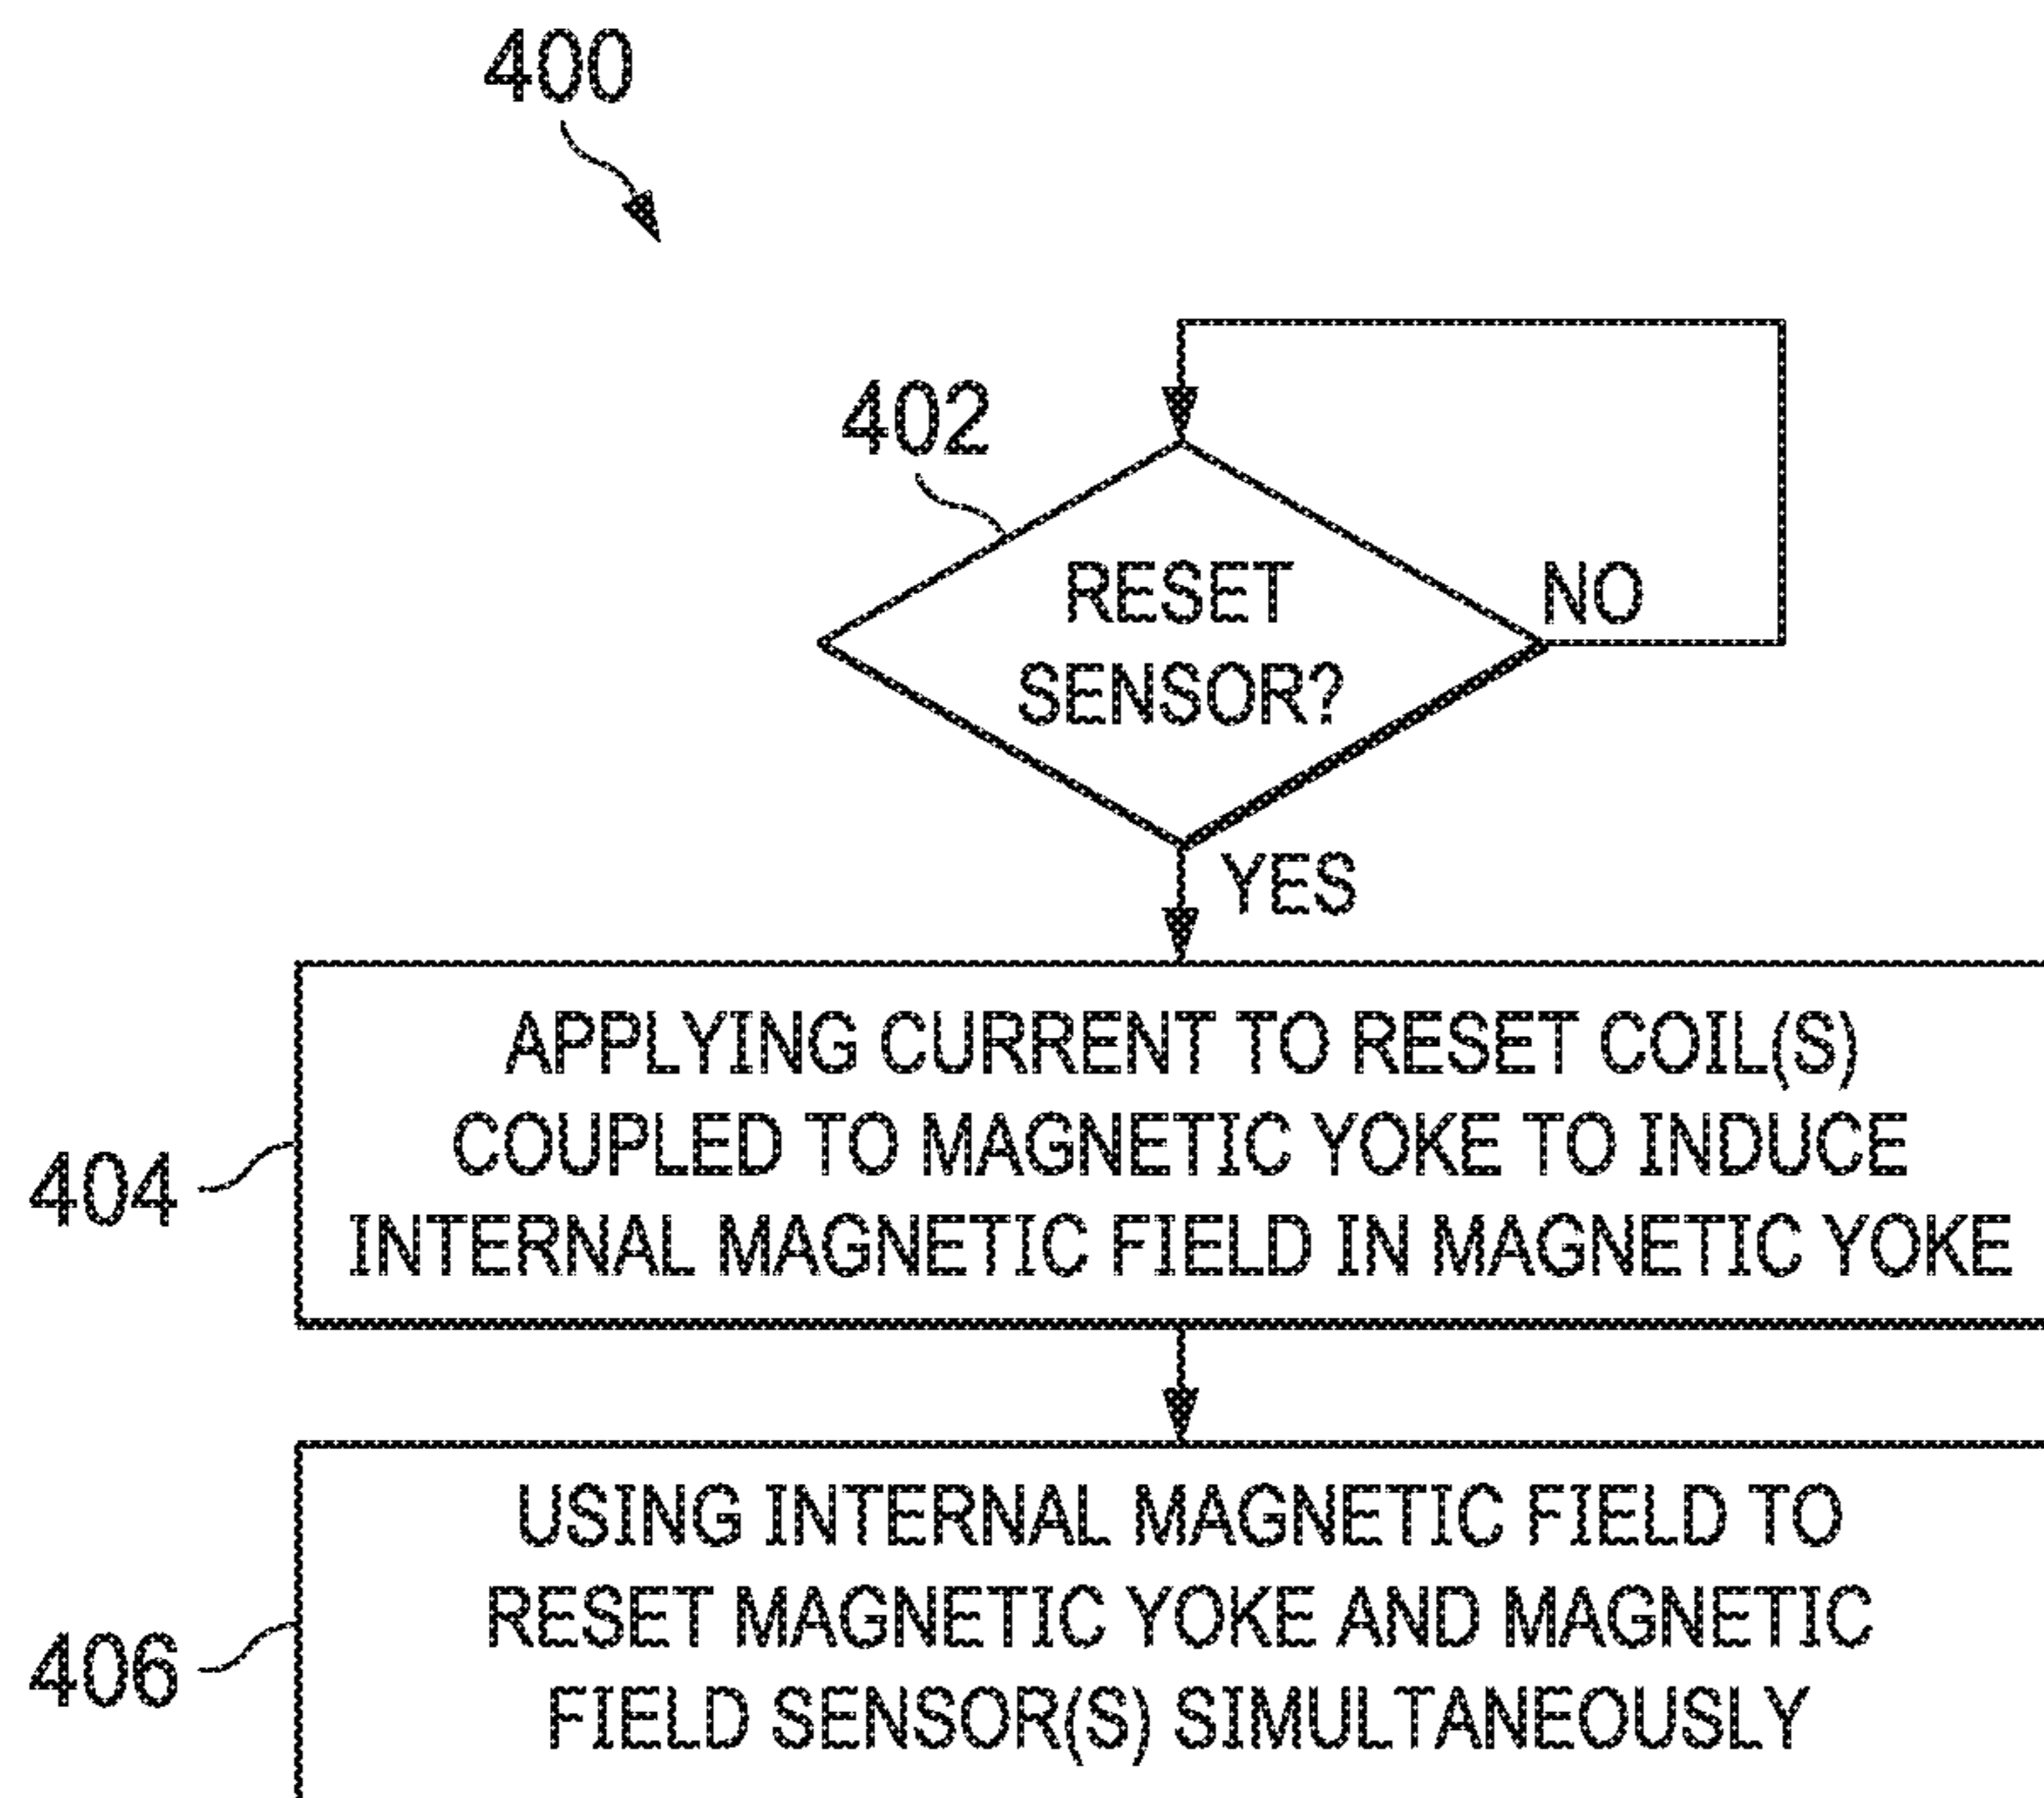 400
402
RESET
SENSOR?
NO
YES
404
APPLYING CURRENT TO RESET COIL(S)
COUPLED TO MAGNETIC YOKE TO INDUCE
INTERNAL MAGNETIC FIELD IN MAGNETIC YOKE
406
USING INTERNAL MAGNETIC FIELD TO
RESET MAGNETIC YOKE AND MAGNETIC
FIELD SENSOR(S) SIMULTANEOUSLY